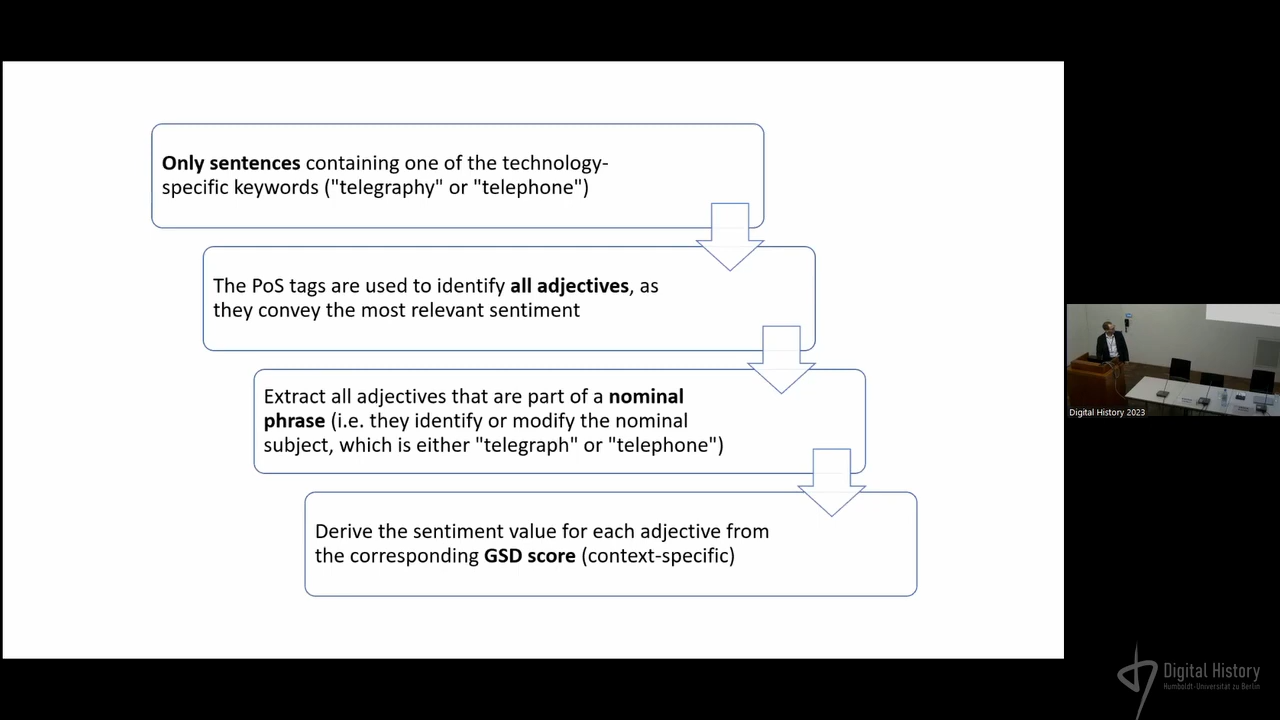 Only sentences containing one of the technology-
specific keywords ("telegraphy" or "telephone")
The PoS tags are used to identify all adjectives, as
they convey the most relevant sentiment
Extract all adjectives that are part of a nominal
phrase (i.e. they identify or modify the nominal
subject, which is either "telegraph" or "telephone")
Derive the sentiment value for each adjective from
the corresponding GSD score (context-specific)
Digital History 2023
Digital History
Humboldt-Universität zu Berlin